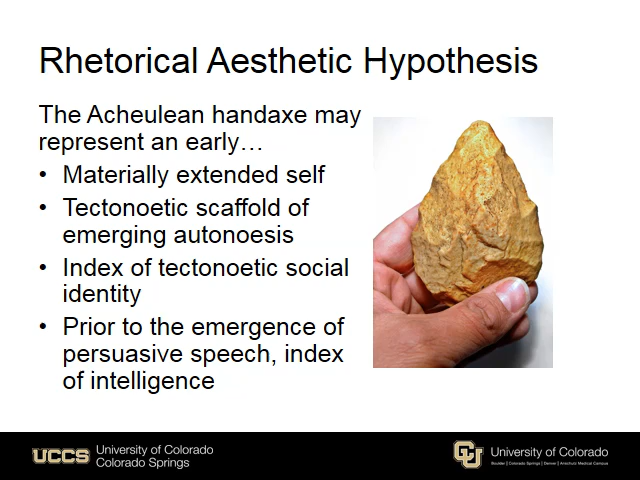 Rhetorical Aesthetic Hypothesis
The Acheulean handaxe may
represent an early…
• Materially extended self
• Tectonoetic scaffold of
emerging autonoesis
• Index of tectonoetic social
identity
• Prior to the emergence of
persuasive speech, index
of intelligence
UCCS
University of Colorado
Colorado Springs
CU
University of Colorado
Boulder | Colorado Springs | Denver | Anschutz Medical Campus